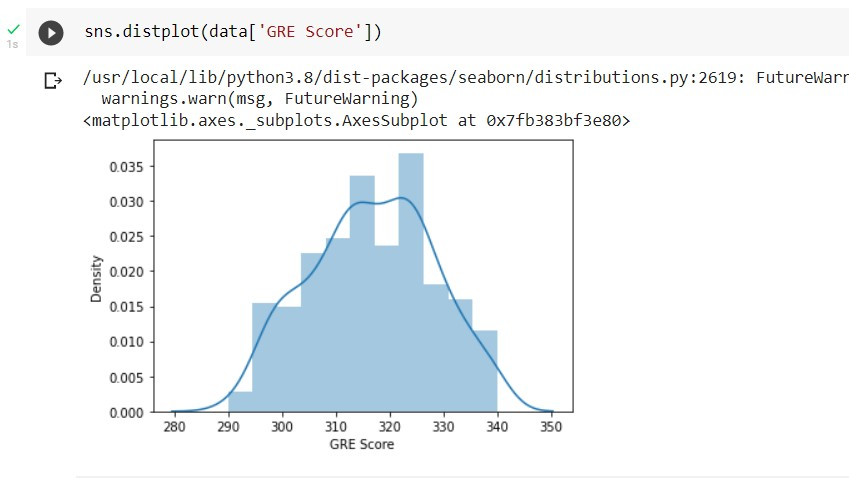 sns.distplot(data['GRE Score'])
1s
/usr/local/lib/python3.8/dist-packages/seaborn/distributions.py:2619: FutureWarn
warnings.warn(msg, FutureWarning)
<matplotlib.axes._subplots.AxesSubplot at 0x7fb383bf3e80>
0.035
0.030
0.025
0.020
0.015
0.010
0.005
0.000
Density
280 290 300 310 320 330 340 350
GRE Score